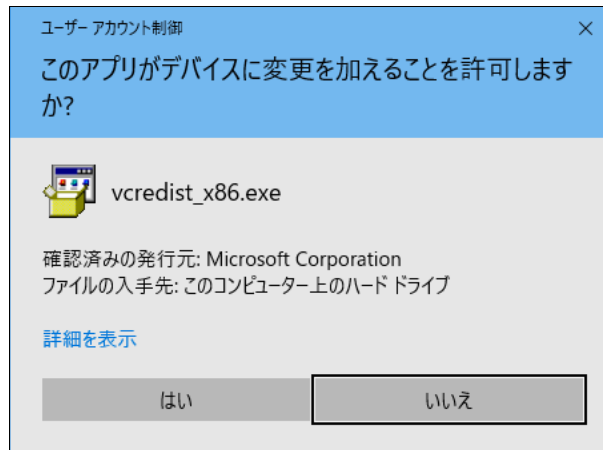 ユーザー アカウント制御
このアプリがデバイスに変更を加えることを許可します
か?
vcredist_x86.exe
確認済みの発行元: Microsoft Corporation
ファイルの入手先: このコンピューター上のハード ドライブ
詳細を表示
はい
いいえ